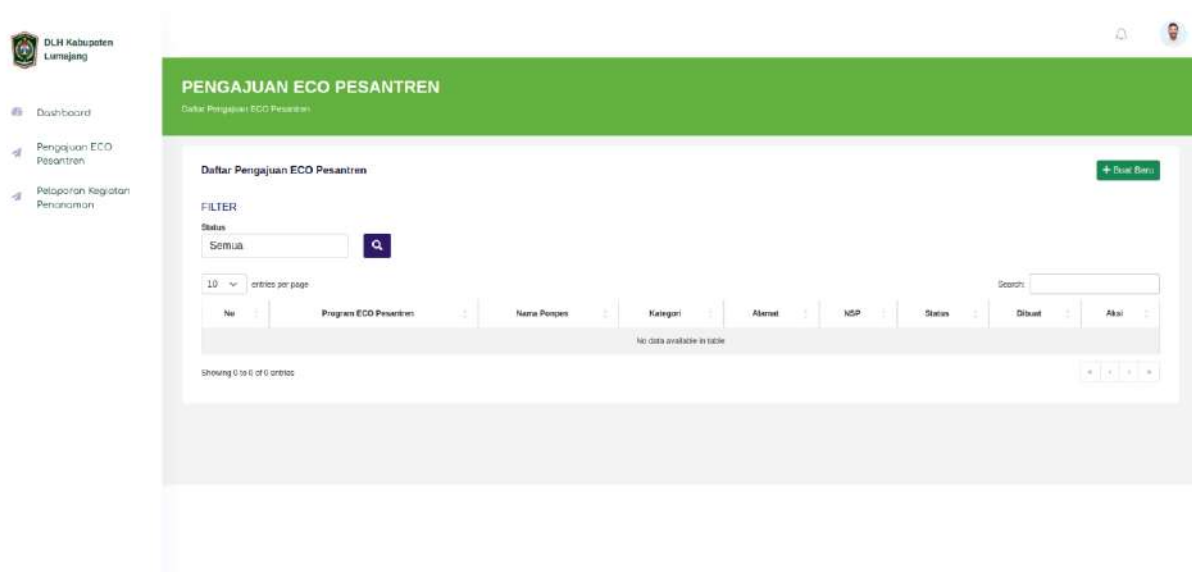 DLH Kabupaten
Lumajang
Dashboard
Pengajuan ECO
Pesantren
Pelaporan Kegiatan
Penanaman
PENGAJUAN ECO PESANTREN
Daftar Pengajuan ECO Pesantren
Daftar Pengajuan ECO Pesantren
+ Buat Baru
FILTER
Status
Semua
10 entries per page
Search:
No Program ECO Pesantren Nama Ponpes Kategori Alamat NSP Status Dibuat Aksi
No data available in table
Showing 0 to 0 of 0 entries
« ‹ › »